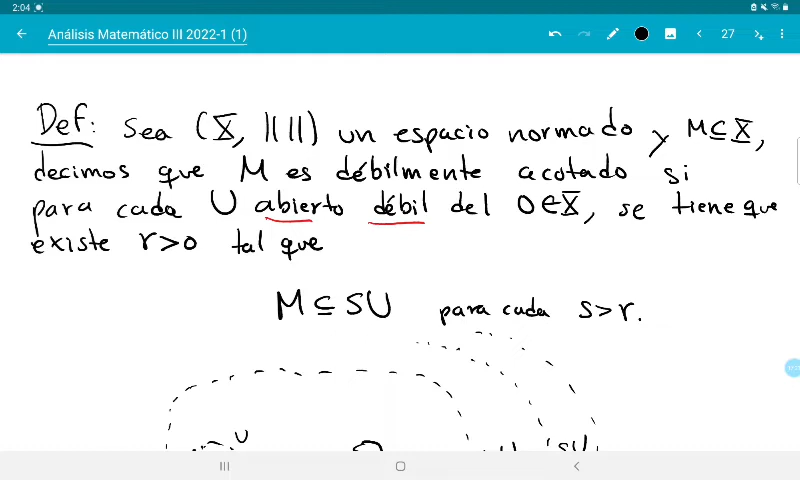 2:04
Análisis Matemático III 2022-1 (1)
27
Def: Sea (X, || ||) un espacio normado y M⊆X,
decimos que M es débilmente acotado si
para cada U abierto débil del 0∈X, se tiene que
existe r>0 tal que
M ⊆ SU para cada s>r.
U SU